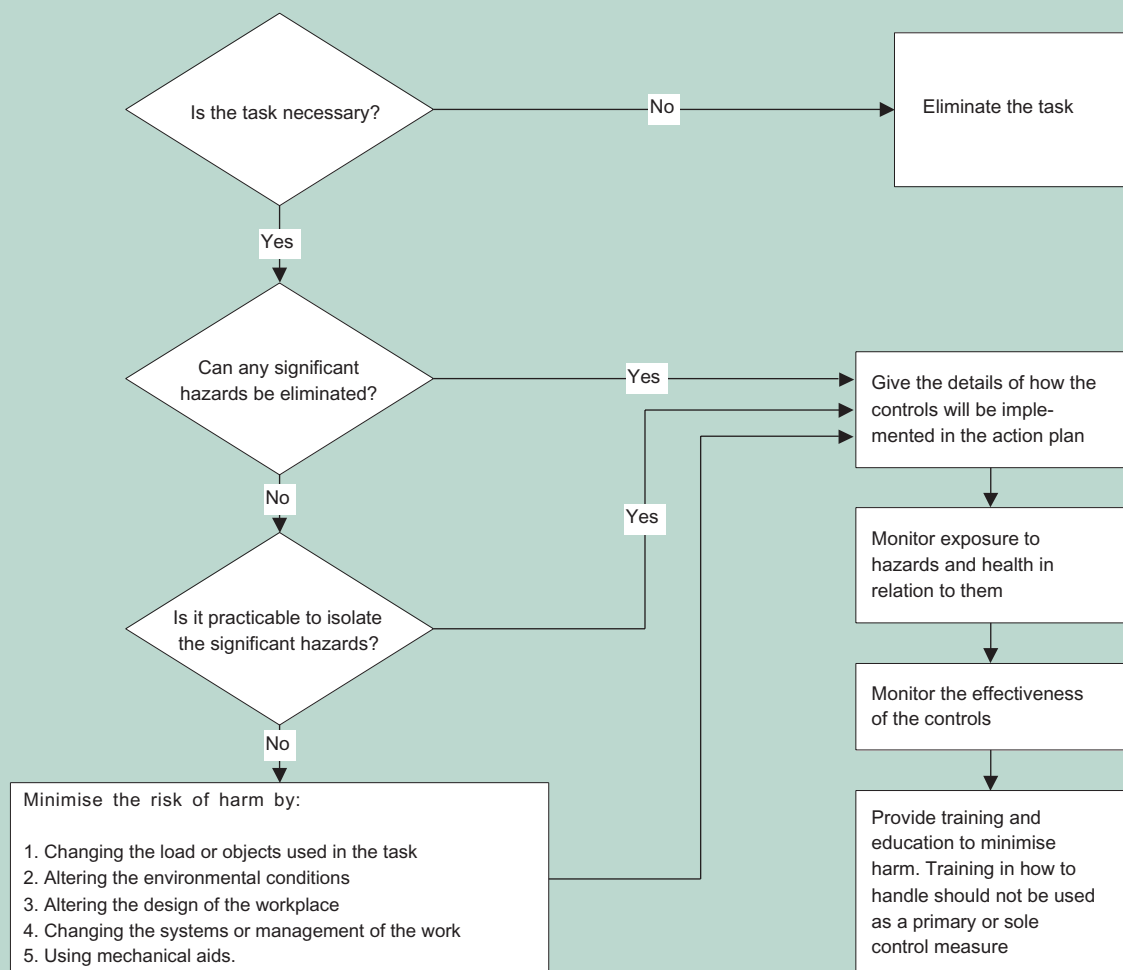 Is the task necessary?
No
Eliminate the task
Yes
Can any significant
hazards be eliminated?
Yes
Give the details of how the
controls will be imple-
mented in the action plan
No
Yes
Monitor exposure to
hazards and health in
relation to them
Is it practicable to isolate
the significant hazards?
Monitor the effectiveness
of the controls
No
Minimise the risk of harm by:
1. Changing the load or objects used in the task
2. Altering the environmental conditions
3. Altering the design of the workplace
4. Changing the systems or management of the work
5. Using mechanical aids.
Provide training and
education to minimise
harm. Training in how to
handle should not be used
as a primary or sole
control measure